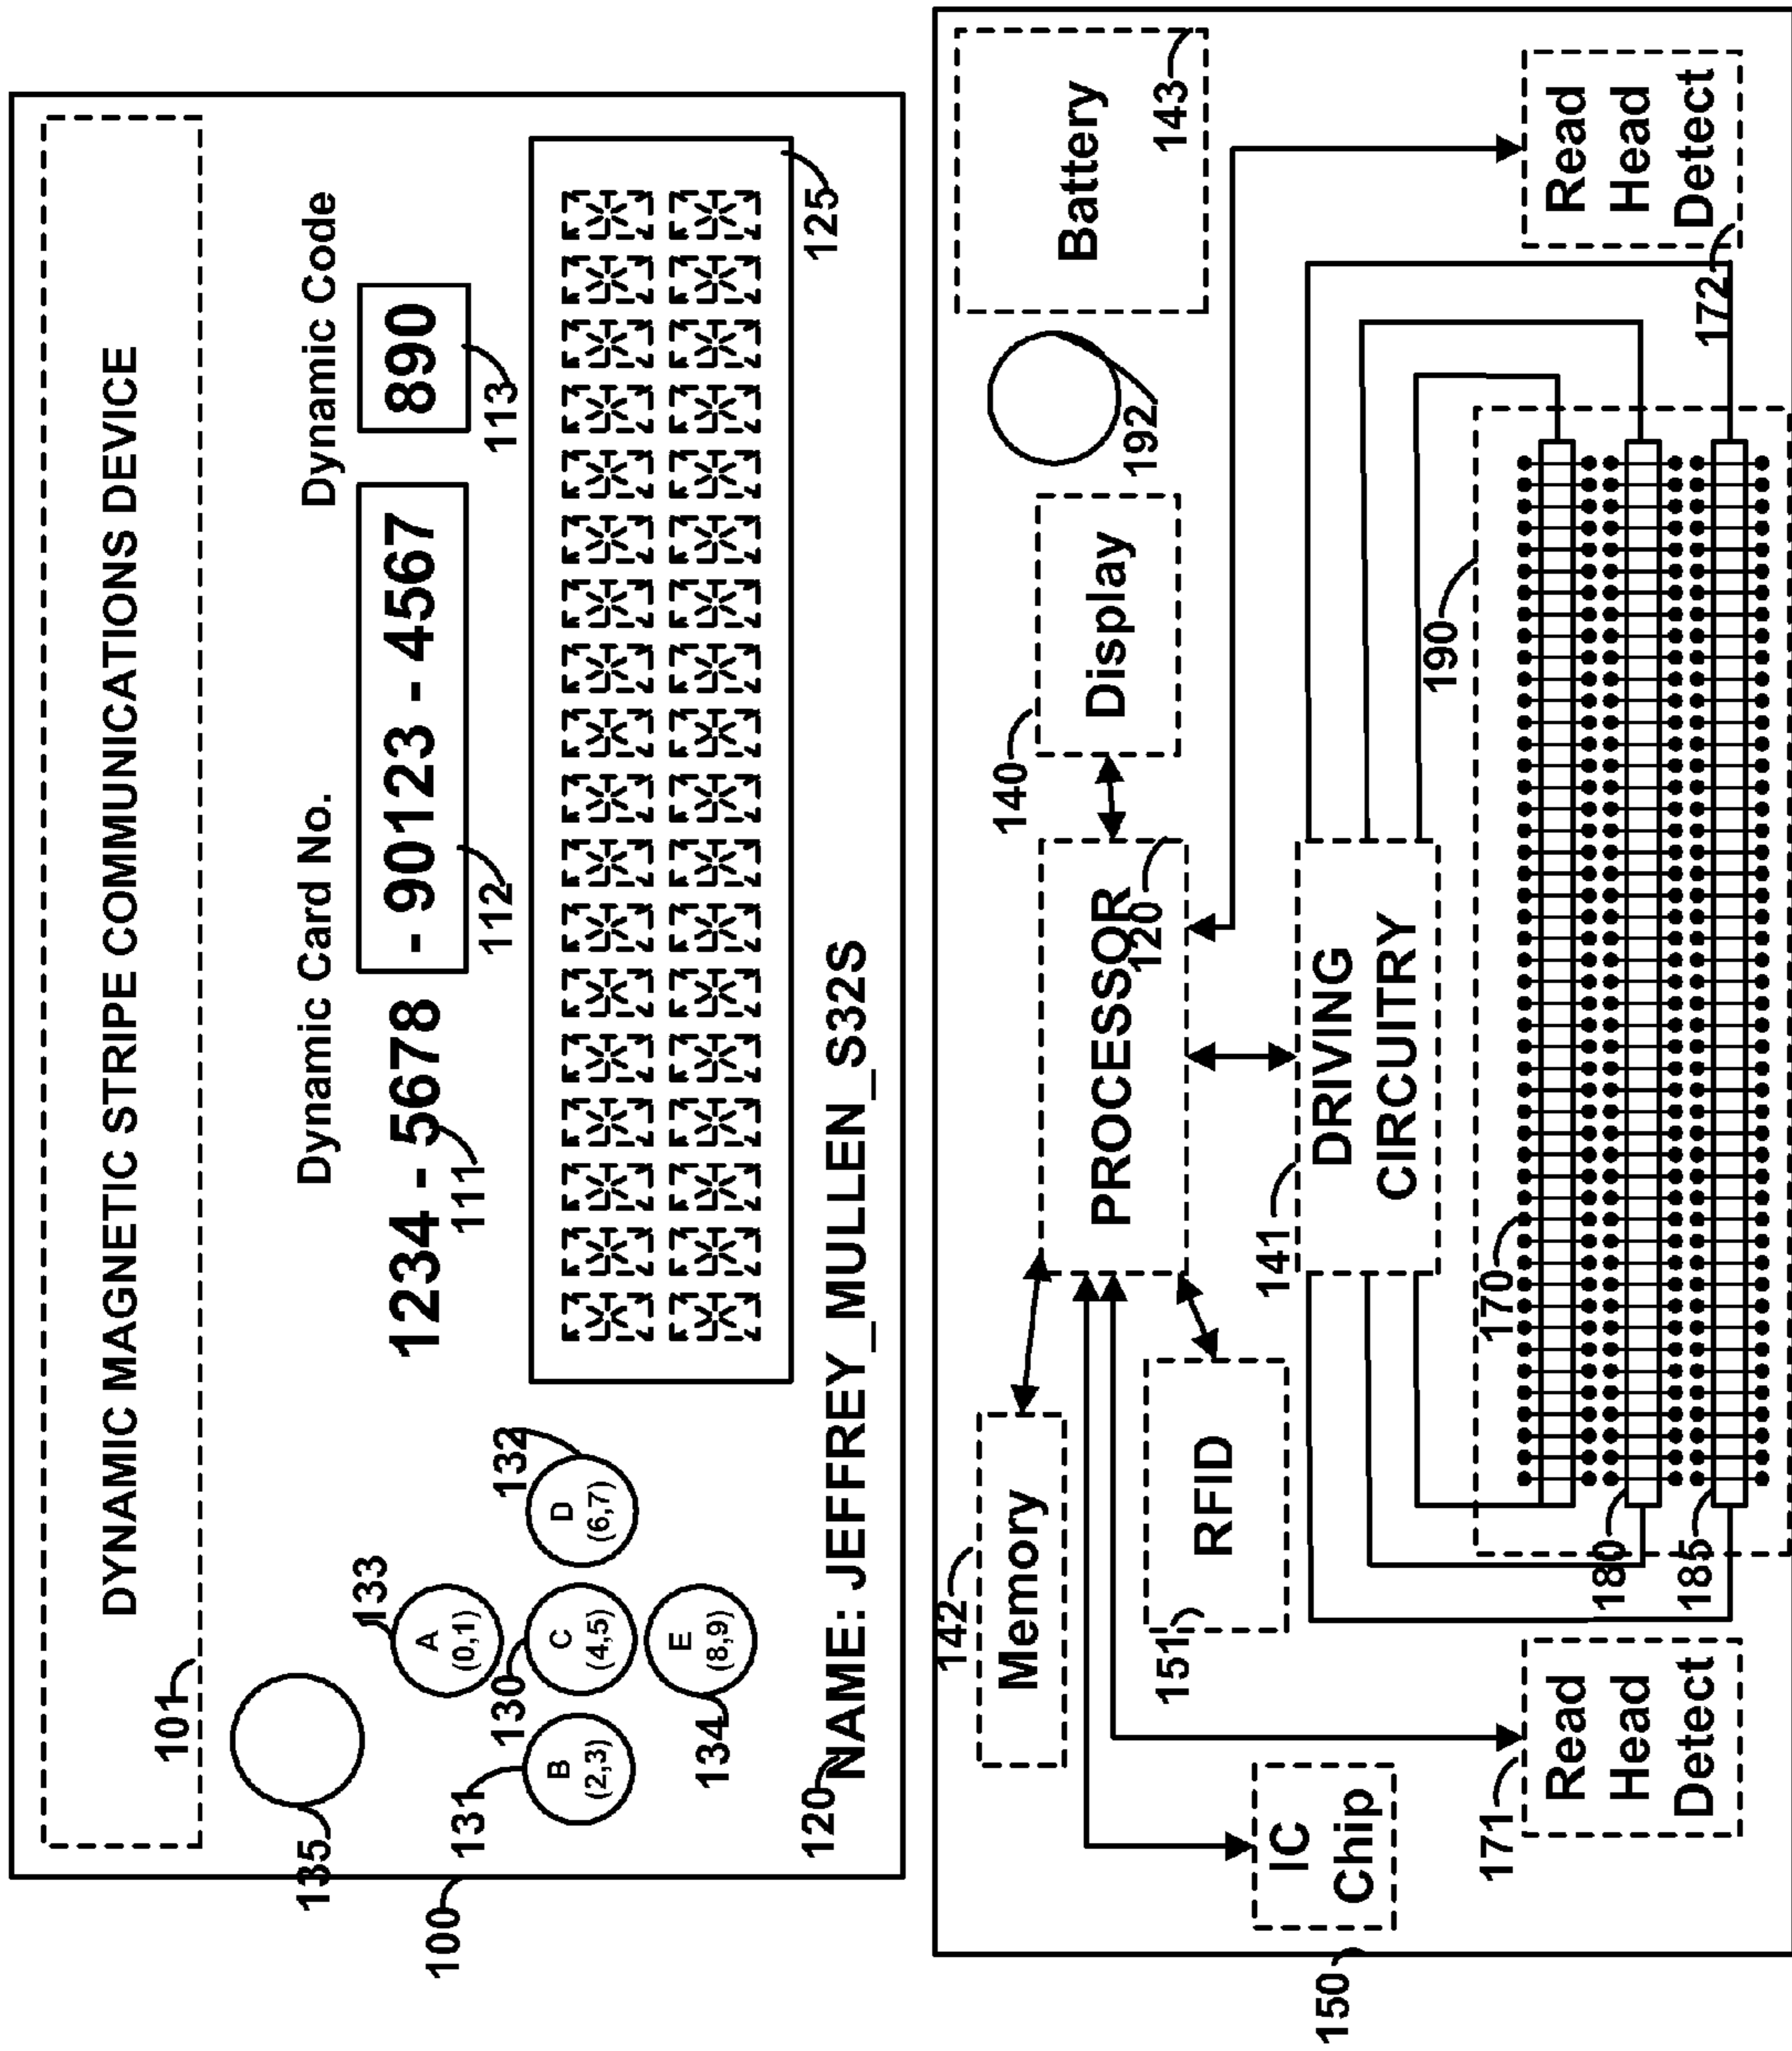 DYNAMIC MAGNETIC STRIPE COMMUNICATIONS DEVICE
101
135
Dynamic Card No.
Dynamic Code
133
A
(0,1)
1234 - 5678
- 90123 - 4567
890
111
112
113
131
130
132
B
(2,3)
C
(4,5)
D
(6,7)
100
134
E
(8,9)
125
120
NAME: JEFFREY_MULLEN_S32S
142
Memory
140
Display
192
Battery
143
PROCESSOR
120
151
RFID
141
DRIVING
CIRCUITRY
150
IC
Chip
170
190
171
Read
Head
Detect
180
185
172
Read
Head
Detect